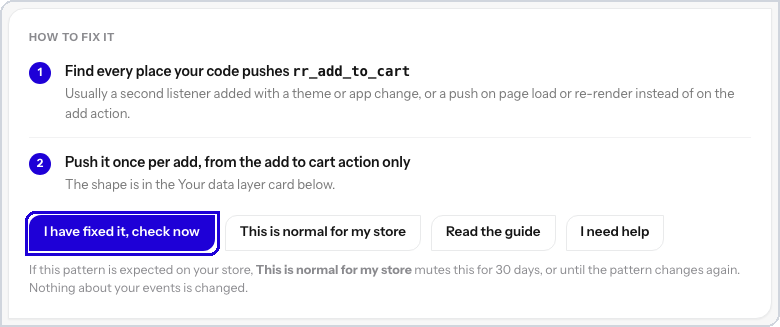 HOW TO FIX IT
1
Find every place your code pushes rr_add_to_cart
Usually a second listener added with a theme or app change, or a push on page load or re-render instead of on the
add action.
2
Push it once per add, from the add to cart action only
The shape is in the Your data layer card below.
I have fixed it, check now
This is normal for my store
Read the guide
I need help
If this pattern is expected on your store, This is normal for my store mutes this for 30 days, or until the pattern changes again.
Nothing about your events is changed.